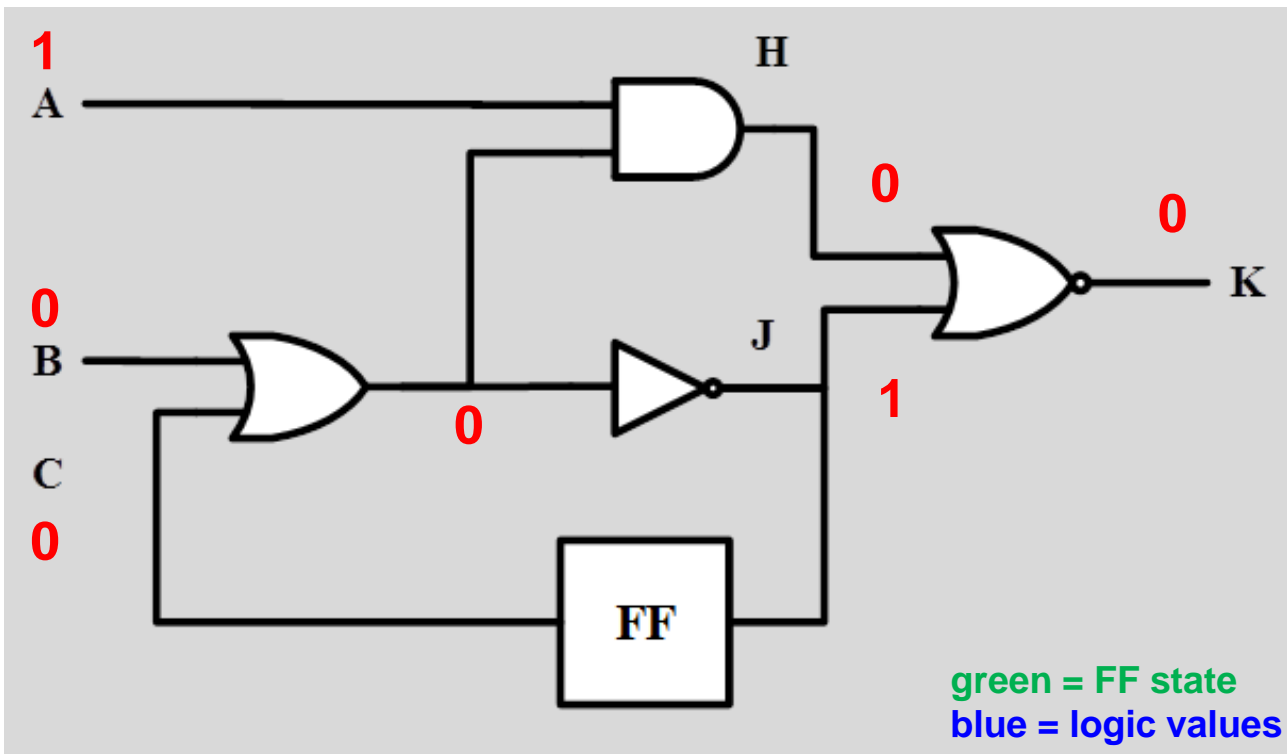 1
A
H
0
0
K
0
B
J
0
1
C
0
FF
green = FF state
blue = logic values